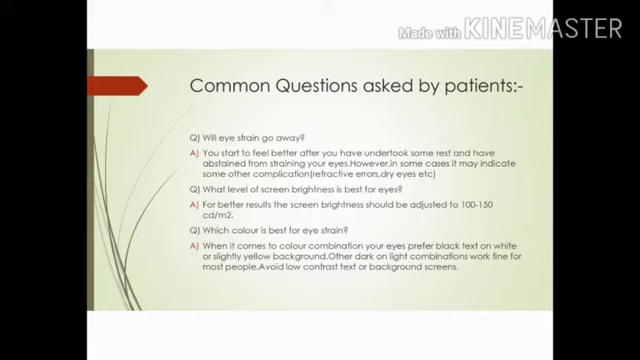 Made with KINEMASTER
Common Questions asked by patients:-
Q) Will eye strain go away?
A) You start to feel better after you have undertook some rest and have
abstained from straining your eyes.However,in some cases it may indicate
some other complication(refractive errors,dry eyes etc)
Q) What level of screen brightness is best for eyes?
A) For better results the screen brightness should be adjusted to 100-150
cd/m2.
Q) Which colour is best for eye strain?
A) When it comes to colour combination your eyes prefer black text on white
or slightly yellow background.Other dark on light combinations work fine for
most people.Avoid low contrast text or background screens.